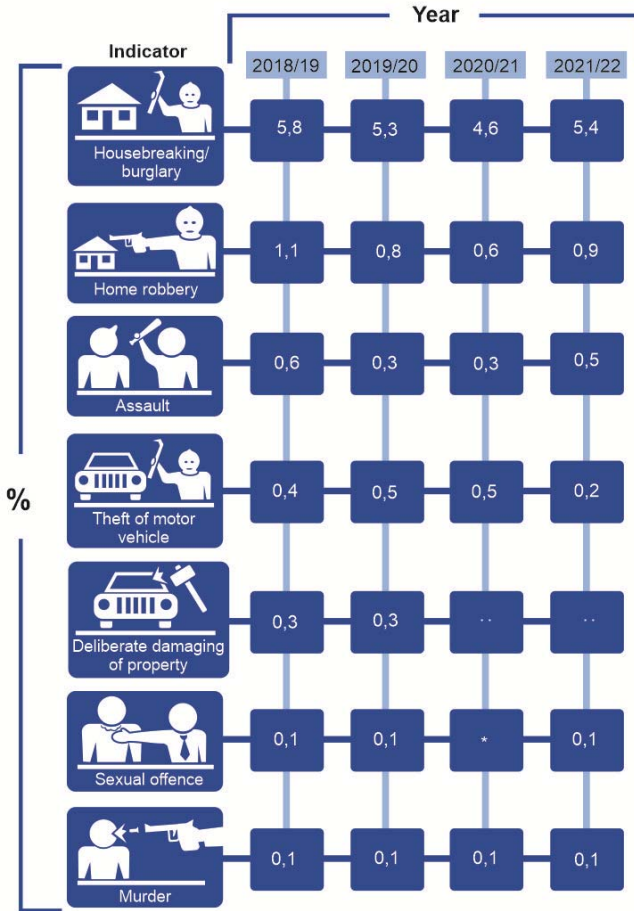 Year
Indicator
2018/19 2019/20 2020/21 2021/22
Housebreaking/
burglary
5,8 5,3 4,6 5,4
Home robbery
1,1 0,8 0,6 0,9
Assault
0,6 0,3 0,3 0,5
%
Theft of motor
vehicle
0,4 0,5 0,5 0,2
Deliberate damaging
of property
0,3 0,3 .. ..
Sexual offence
0,1 0,1 * 0,1
Murder
0,1 0,1 0,1 0,1